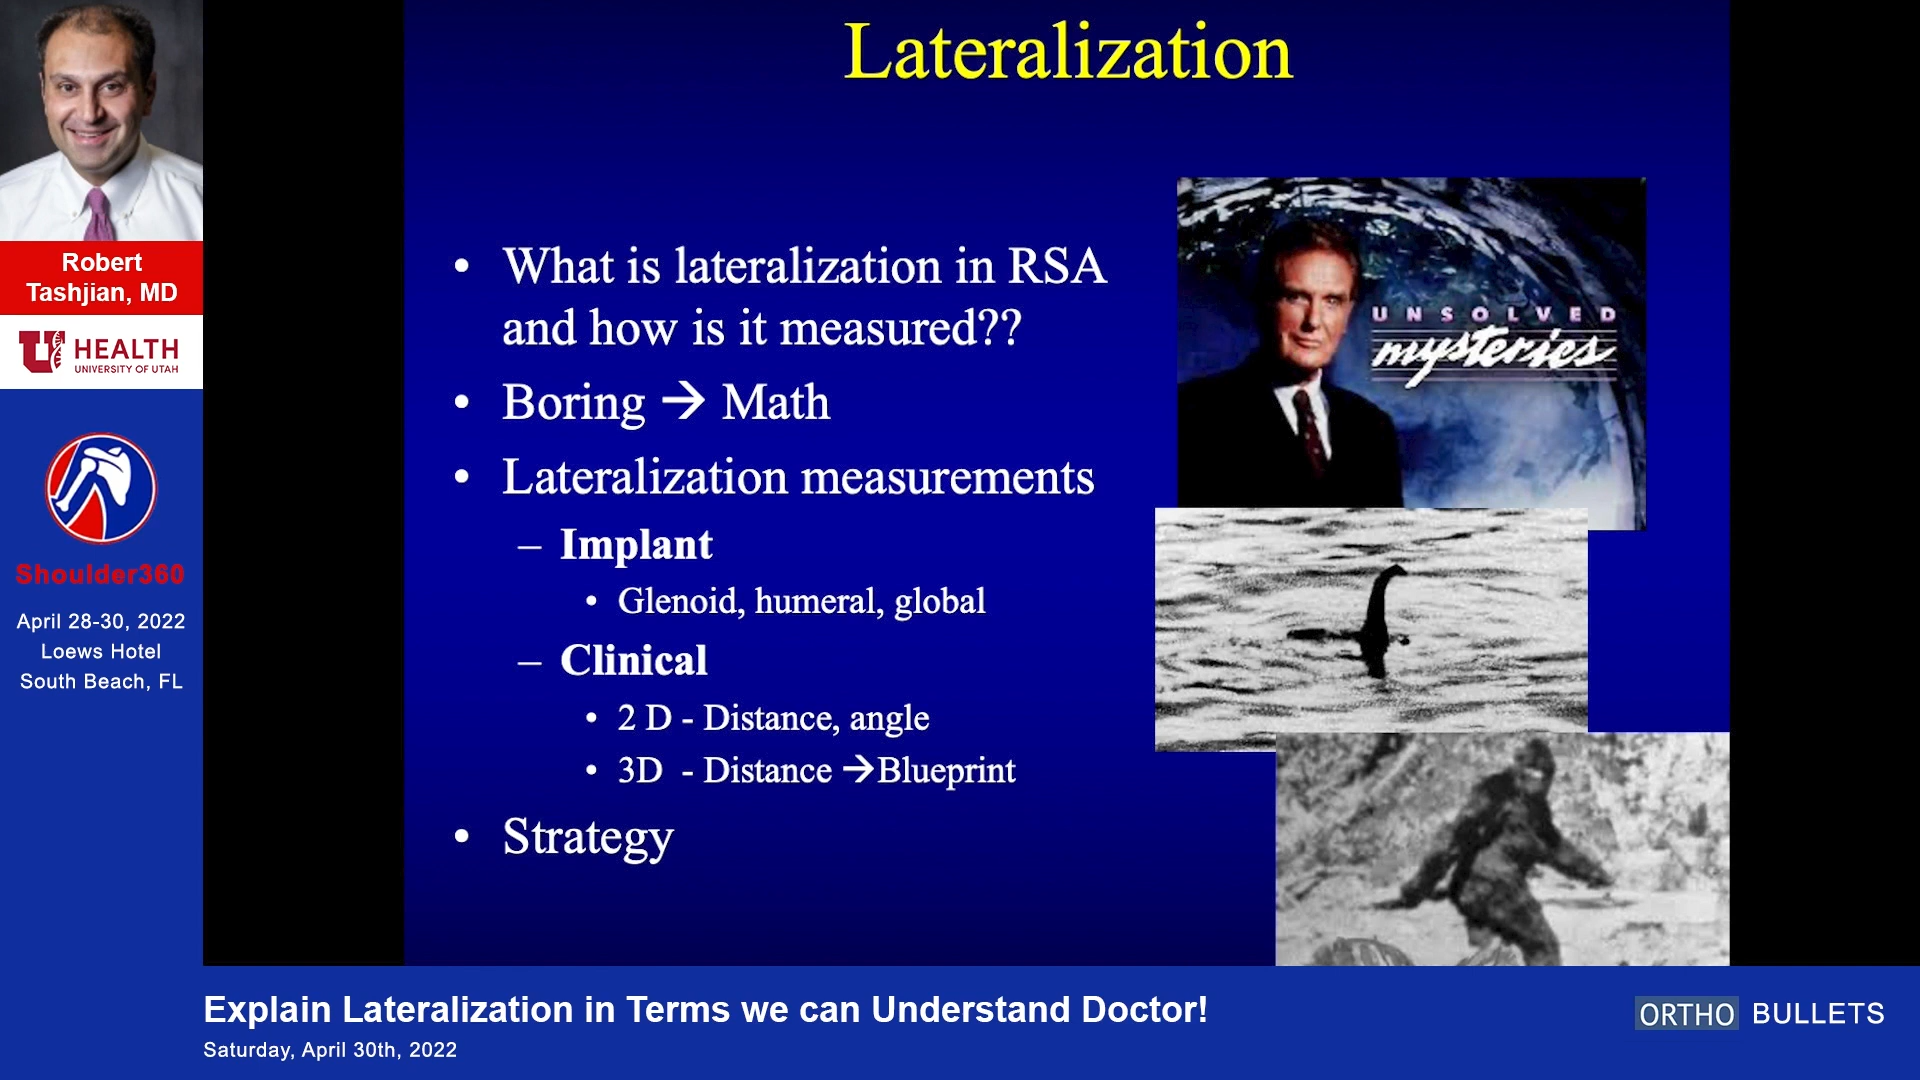 Lateralization
• What is lateralization in RSA
and how is it measured??
• Boring → Math
• Lateralization measurements
– Implant
• Glenoid, humeral, global
– Clinical
• 2 D - Distance, angle
• 3D - Distance →Blueprint
• Strategy
UNSOLVED
mysteries
Robert
Tashjian, MD
U HEALTH
UNIVERSITY OF UTAH
Shoulder360
April 28-30, 2022
Loews Hotel
South Beach, FL
Explain Lateralization in Terms we can Understand Doctor!
Saturday, April 30th, 2022
ORTHO BULLETS